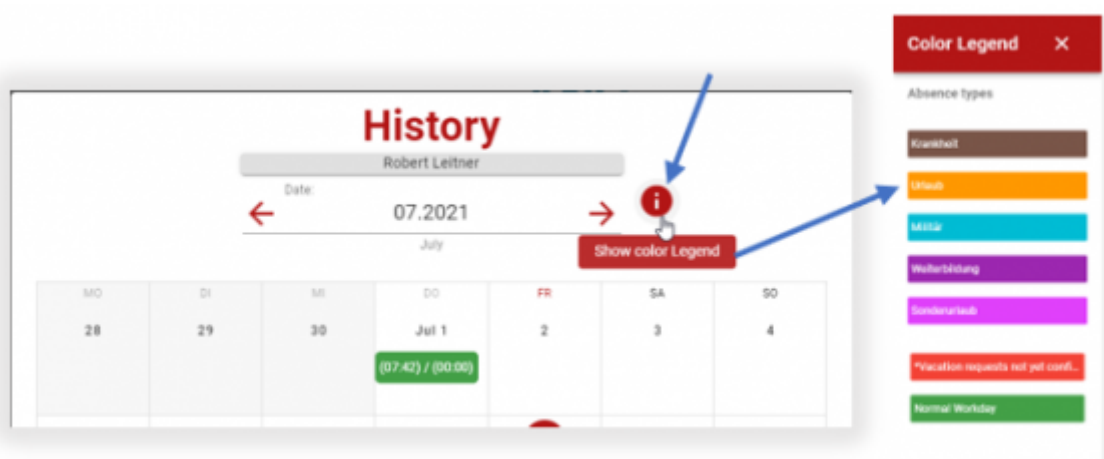 History
Robert Leitner
Date:
07.2021
July
Show color Legend
MO DI MI DO FR SA SO
28 29 30 Jul 1 2 3 4
(07:42) / (00:00)
Color Legend
Absence types
Krankheit
Urlaub
Militär
Weiterbildung
Sonderurlaub
*Vacation requests not yet confi...
Normal Workday